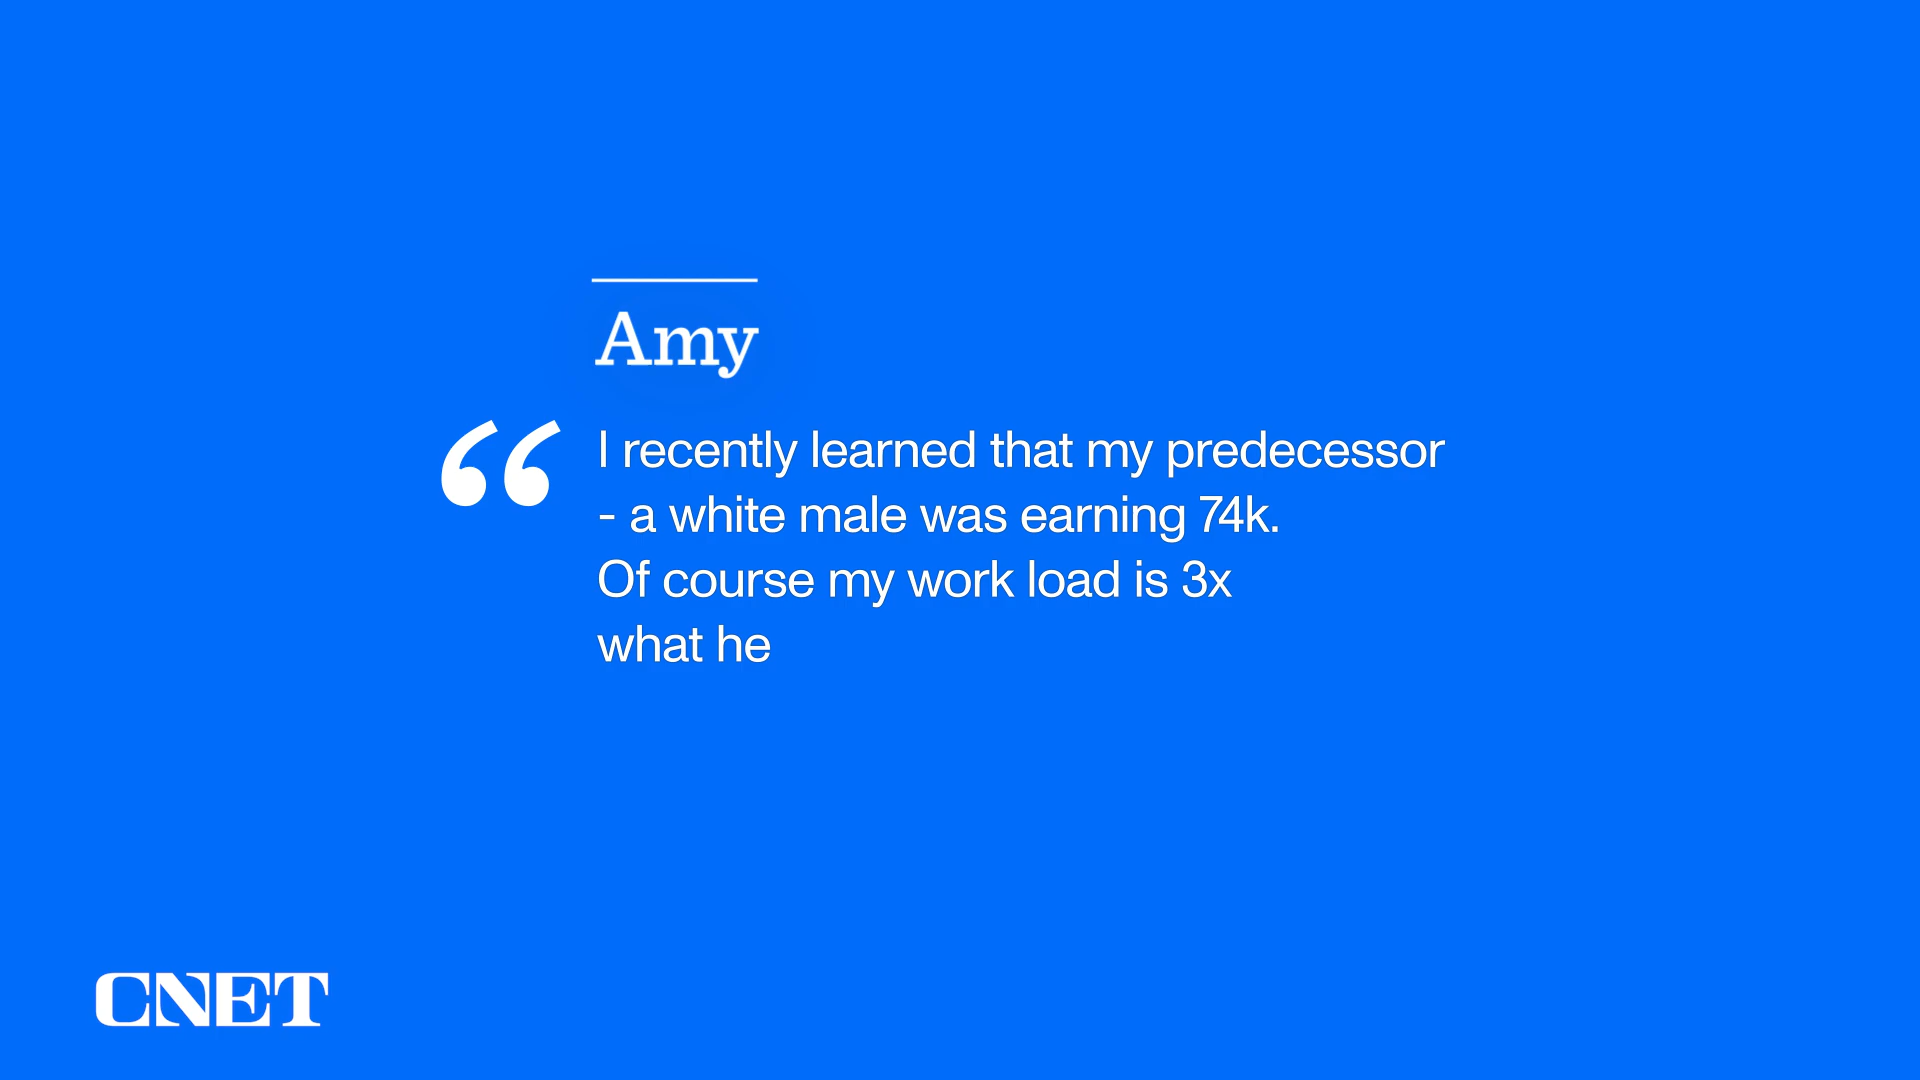 Amy
“ I recently learned that my predecessor
- a white male was earning 74k.
Of course my work load is 3x
what he
CNET